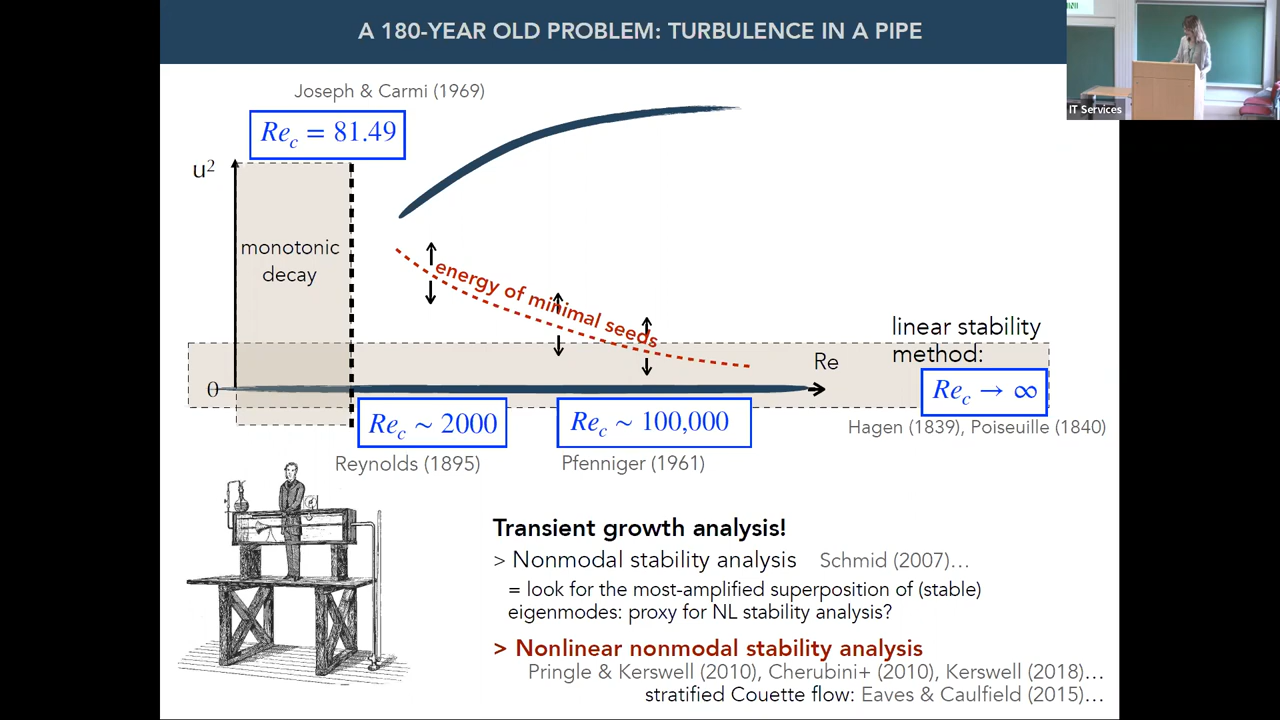 A 180-YEAR OLD PROBLEM: TURBULENCE IN A PIPE
IT Services
Joseph & Carmi (1969)
Re_c = 81.49
u²
monotonic
decay
energy of minimal seeds
linear stability
method:
Re
0
Re_c → ∞
Re_c ~ 2000
Re_c ~ 100,000
Hagen (1839), Poiseuille (1840)
Reynolds (1895)
Pfenniger (1961)
Transient growth analysis!
> Nonmodal stability analysis Schmid (2007)...
= look for the most-amplified superposition of (stable)
eigenmodes: proxy for NL stability analysis?
> Nonlinear nonmodal stability analysis
Pringle & Kerswell (2010), Cherubini+ (2010), Kerswell (2018)...
stratified Couette flow: Eaves & Caulfield (2015)...